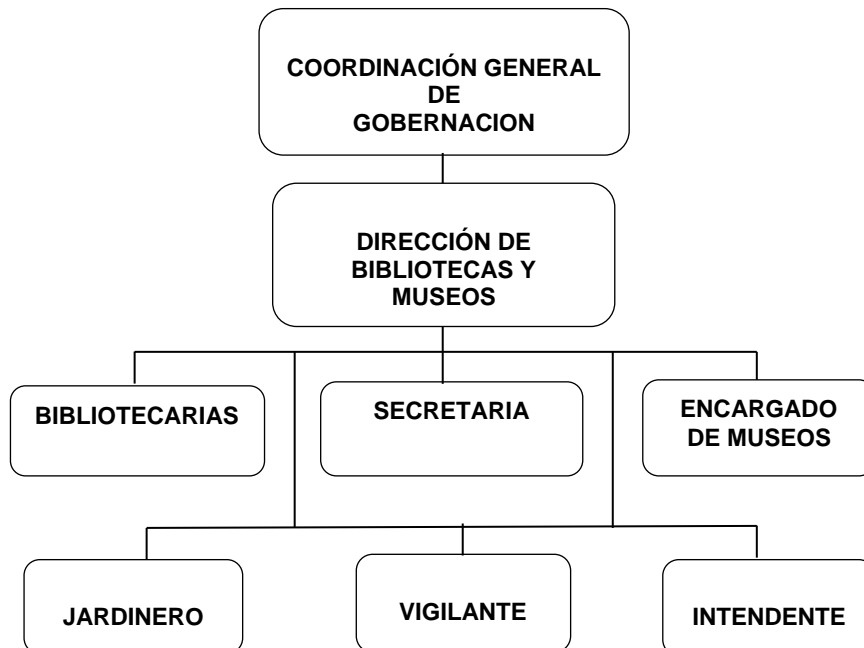 COORDINACIÓN GENERAL
DE
GOBERNACION
DIRECCIÓN DE
BIBLIOTECAS Y
MUSEOS
BIBLIOTECARIAS
SECRETARIA
ENCARGADO
DE MUSEOS
JARDINERO
VIGILANTE
INTENDENTE